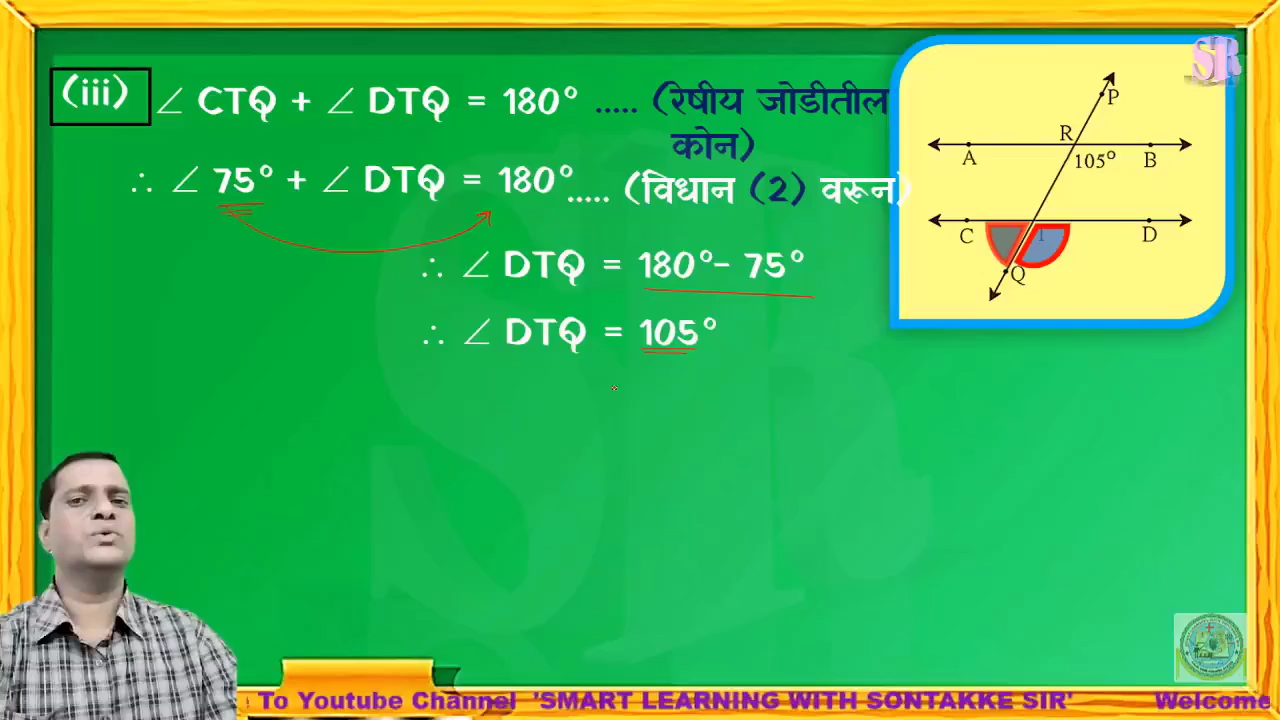 (iii) ∠ CTQ + ∠ DTQ = 180° ..... (रेषीय जोडीतील
कोन)
∴ ∠ 75° + ∠ DTQ = 180° ..... (विधान (2) वरून)
∴ ∠ DTQ = 180° - 75°
∴ ∠ DTQ = 105°
SIR
P
R
A
105°
B
C
T
D
Q
To Youtube Channel 'SMART LEARNING WITH SONTAKKE SIR' Welcome